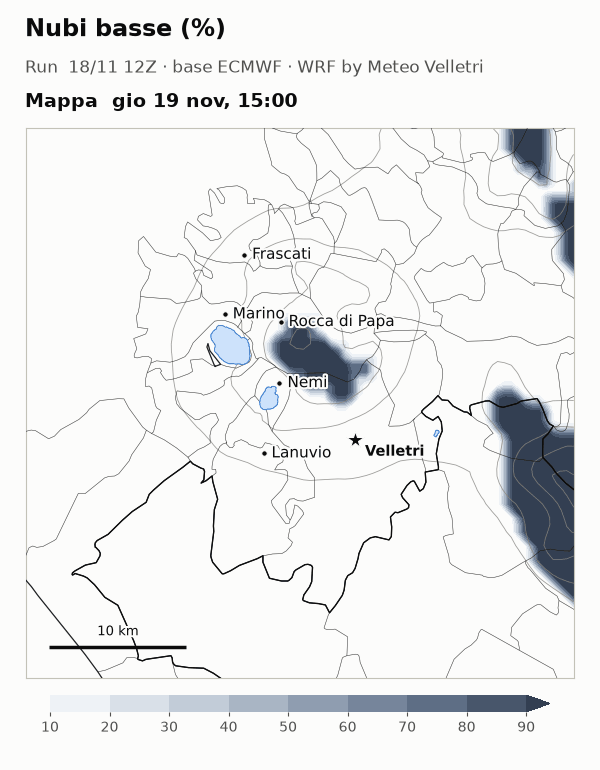 Nubi basse (%)
Run  18/11 12Z · base ECMWF · WRF by Meteo Velletri
Mappa  gio 19 nov, 15:00
Frascati
Marino
Rocca di Papa
Nemi
Velletri
Lanuvio
10 km
10 20 30 40 50 60 70 80 90